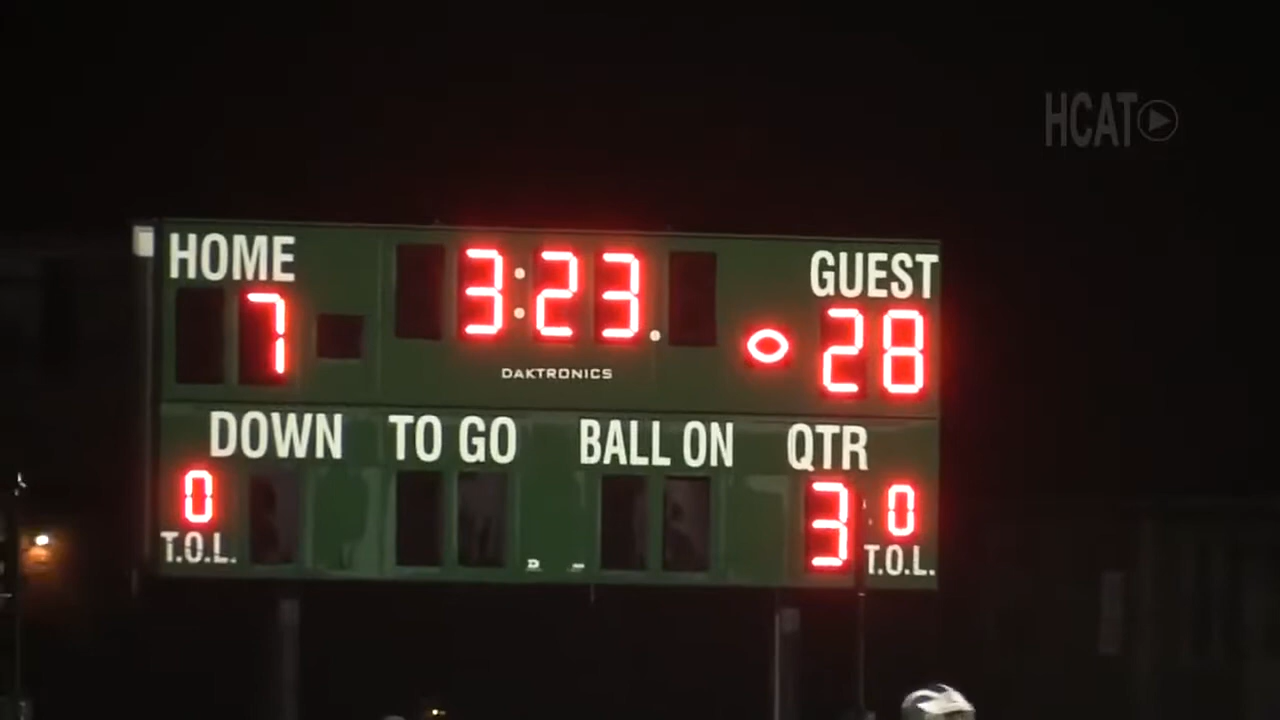 HCAT
HOME 3:23 GUEST
7 28
DAKTRONICS
DOWN TO GO BALL ON QTR
0 3 0
T.O.L. T.O.L.